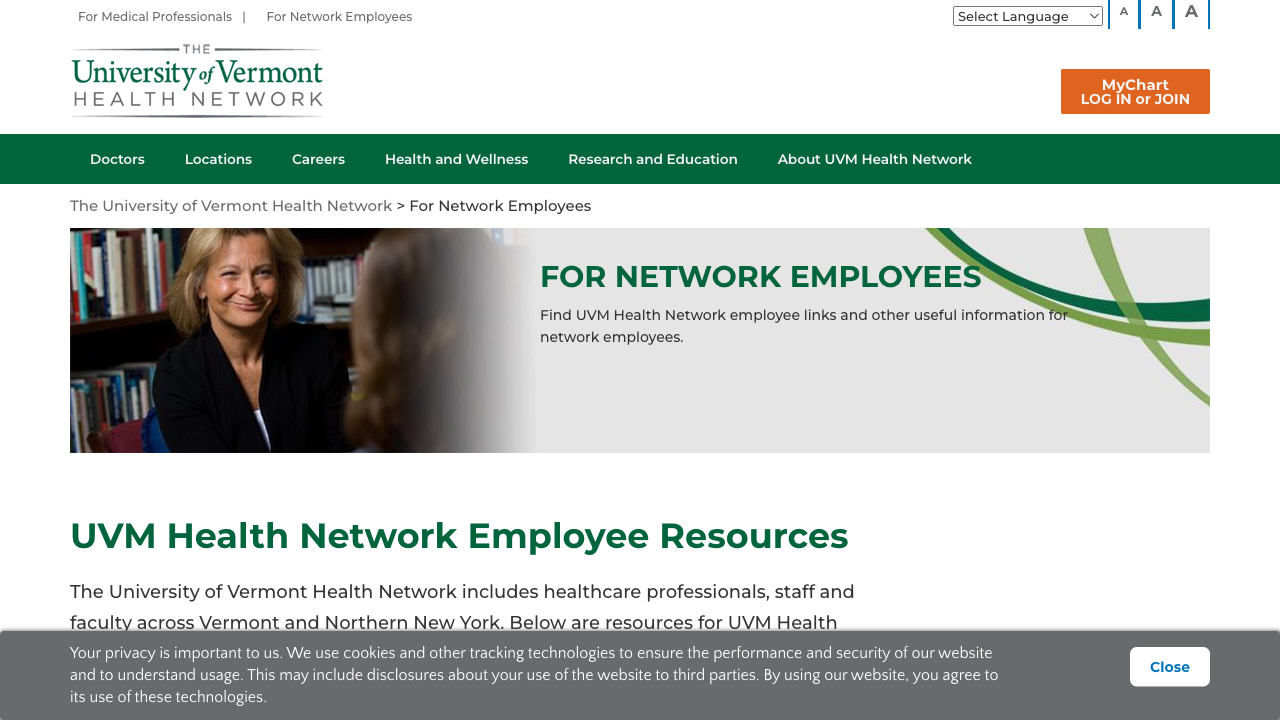 For Medical Professionals | For Network Employees
Select Language
A A A
THE
University of Vermont
HEALTH NETWORK
MyChart
LOG IN or JOIN
Doctors Locations Careers Health and Wellness Research and Education About UVM Health Network
The University of Vermont Health Network > For Network Employees
FOR NETWORK EMPLOYEES
Find UVM Health Network employee links and other useful information for
network employees.
UVM Health Network Employee Resources
The University of Vermont Health Network includes healthcare professionals, staff and
faculty across Vermont and Northern New York. Below are resources for UVM Health
Your privacy is important to us. We use cookies and other tracking technologies to ensure the performance and security of our website
and to understand usage. This may include disclosures about your use of the website to third parties. By using our website, you agree to
its use of these technologies.
Close